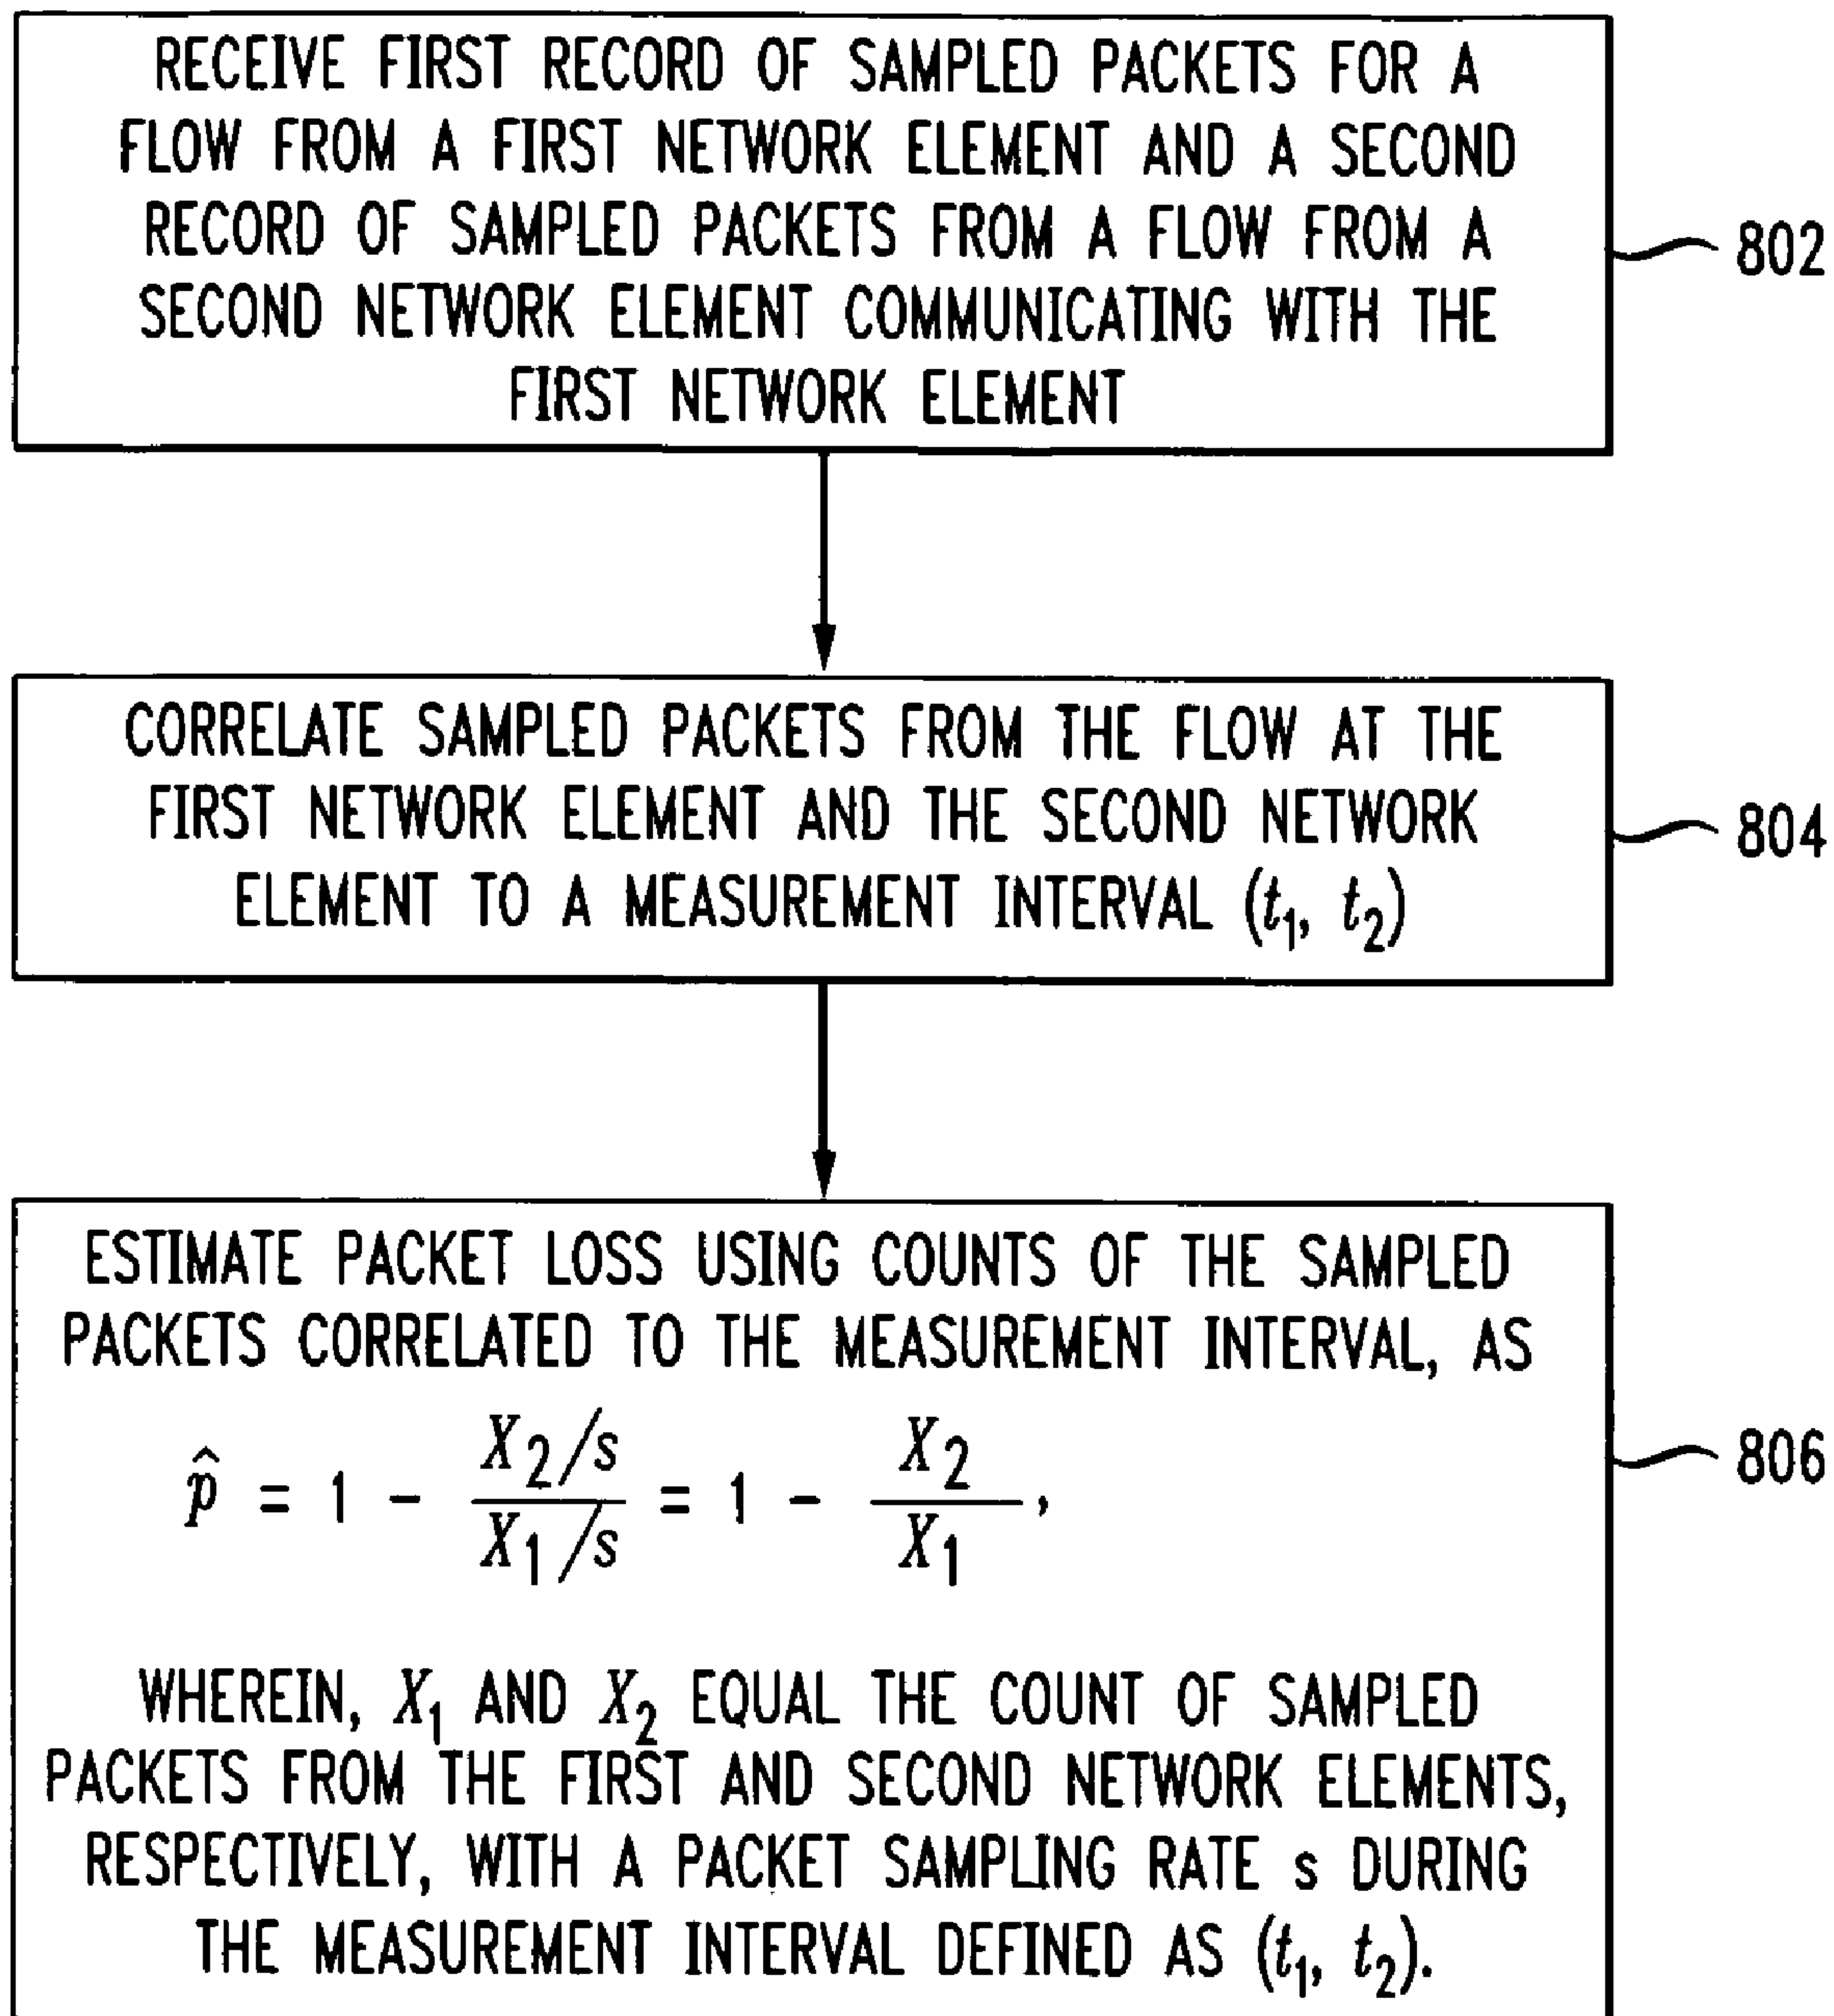 RECEIVE FIRST RECORD OF SAMPLED PACKETS FOR A
FLOW FROM A FIRST NETWORK ELEMENT AND A SECOND
RECORD OF SAMPLED PACKETS FROM A FLOW FROM A
SECOND NETWORK ELEMENT COMMUNICATING WITH THE
FIRST NETWORK ELEMENT
802
CORRELATE SAMPLED PACKETS FROM THE FLOW AT THE
FIRST NETWORK ELEMENT AND THE SECOND NETWORK
ELEMENT TO A MEASUREMENT INTERVAL (t₁, t₂)
804
ESTIMATE PACKET LOSS USING COUNTS OF THE SAMPLED
PACKETS CORRELATED TO THE MEASUREMENT INTERVAL, AS
p̂ = 1 - (X₂/s)/(X₁/s) = 1 - X₂/X₁,
806
WHEREIN, X₁ AND X₂ EQUAL THE COUNT OF SAMPLED
PACKETS FROM THE FIRST AND SECOND NETWORK ELEMENTS,
RESPECTIVELY, WITH A PACKET SAMPLING RATE s DURING
THE MEASUREMENT INTERVAL DEFINED AS (t₁, t₂).